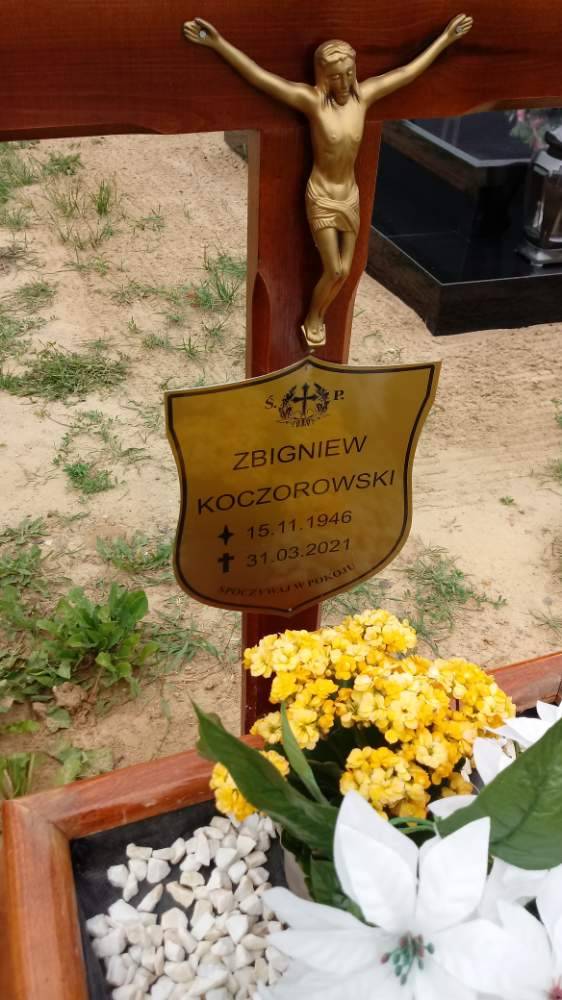 Ś. P.
ZBIGNIEW
KOCZOROWSKI
15.11.1946
31.03.2021
SPOCZYWAJ W POKOJU